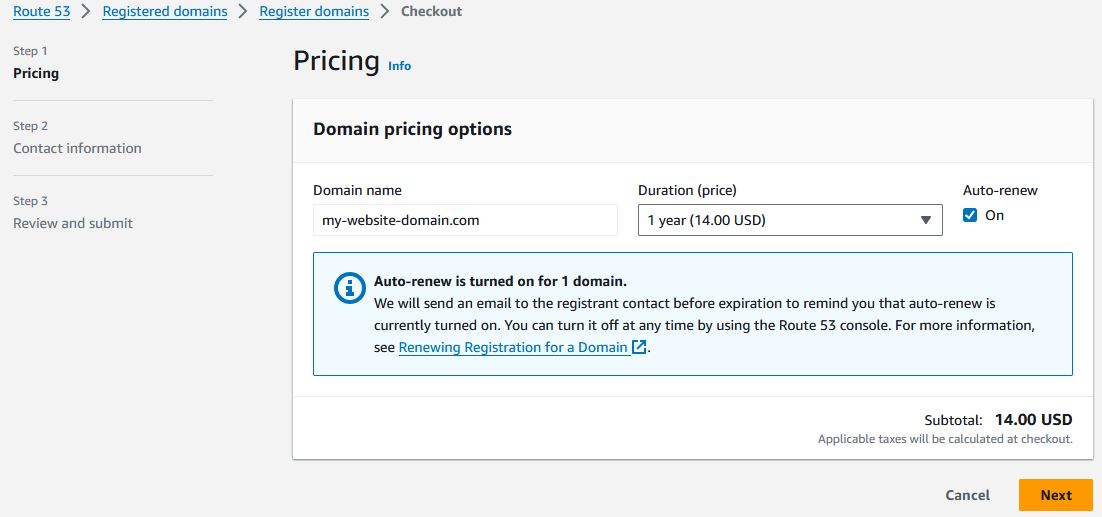 Route 53 > Registered domains > Register domains > Checkout
Step 1
Pricing
Step 2
Contact information
Step 3
Review and submit
Pricing Info
Domain pricing options
Domain name
my-website-domain.com
Duration (price)
1 year (14.00 USD)
Auto-renew
On
Auto-renew is turned on for 1 domain.
We will send an email to the registrant contact before expiration to remind you that auto-renew is
currently turned on. You can turn it off at any time by using the Route 53 console. For more information,
see Renewing Registration for a Domain.
Subtotal: 14.00 USD
Applicable taxes will be calculated at checkout.
Cancel
Next